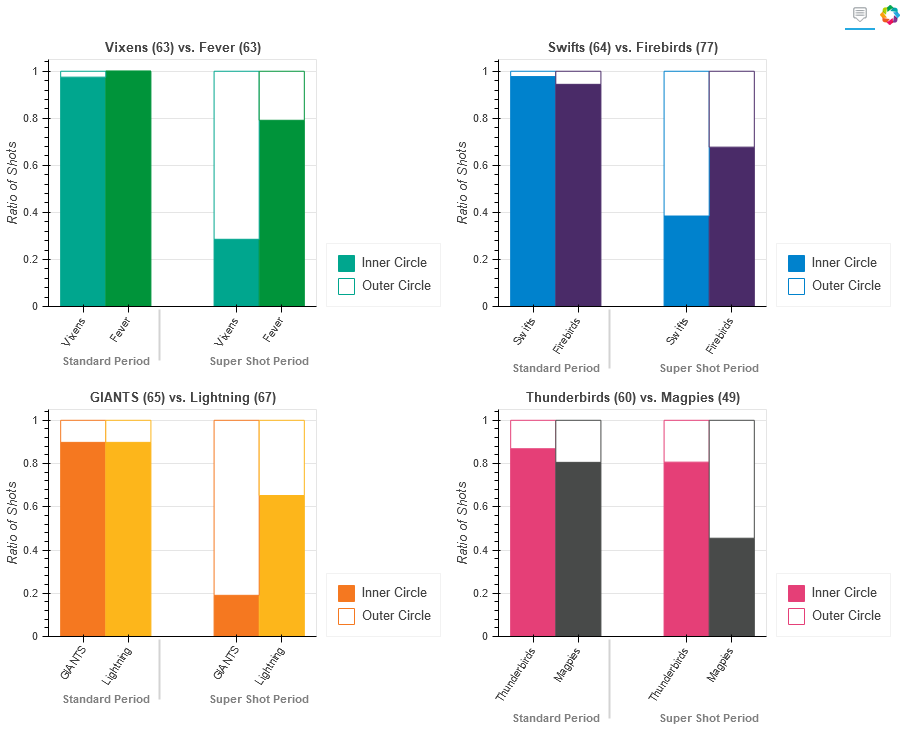 Vixens (63) vs. Fever (63)
Ratio of Shots
1
0.8
0.6
0.4
0.2
0
Vixens
Fever
Vixens
Fever
Standard Period
Super Shot Period
Inner Circle
Outer Circle
Swifts (64) vs. Firebirds (77)
Ratio of Shots
1
0.8
0.6
0.4
0.2
0
Swifts
Firebirds
Swifts
Firebirds
Standard Period
Super Shot Period
Inner Circle
Outer Circle
GIANTS (65) vs. Lightning (67)
Ratio of Shots
1
0.8
0.6
0.4
0.2
0
GIANTS
Lightning
GIANTS
Lightning
Standard Period
Super Shot Period
Inner Circle
Outer Circle
Thunderbirds (60) vs. Magpies (49)
Ratio of Shots
1
0.8
0.6
0.4
0.2
0
Thunderbirds
Magpies
Thunderbirds
Magpies
Standard Period
Super Shot Period
Inner Circle
Outer Circle